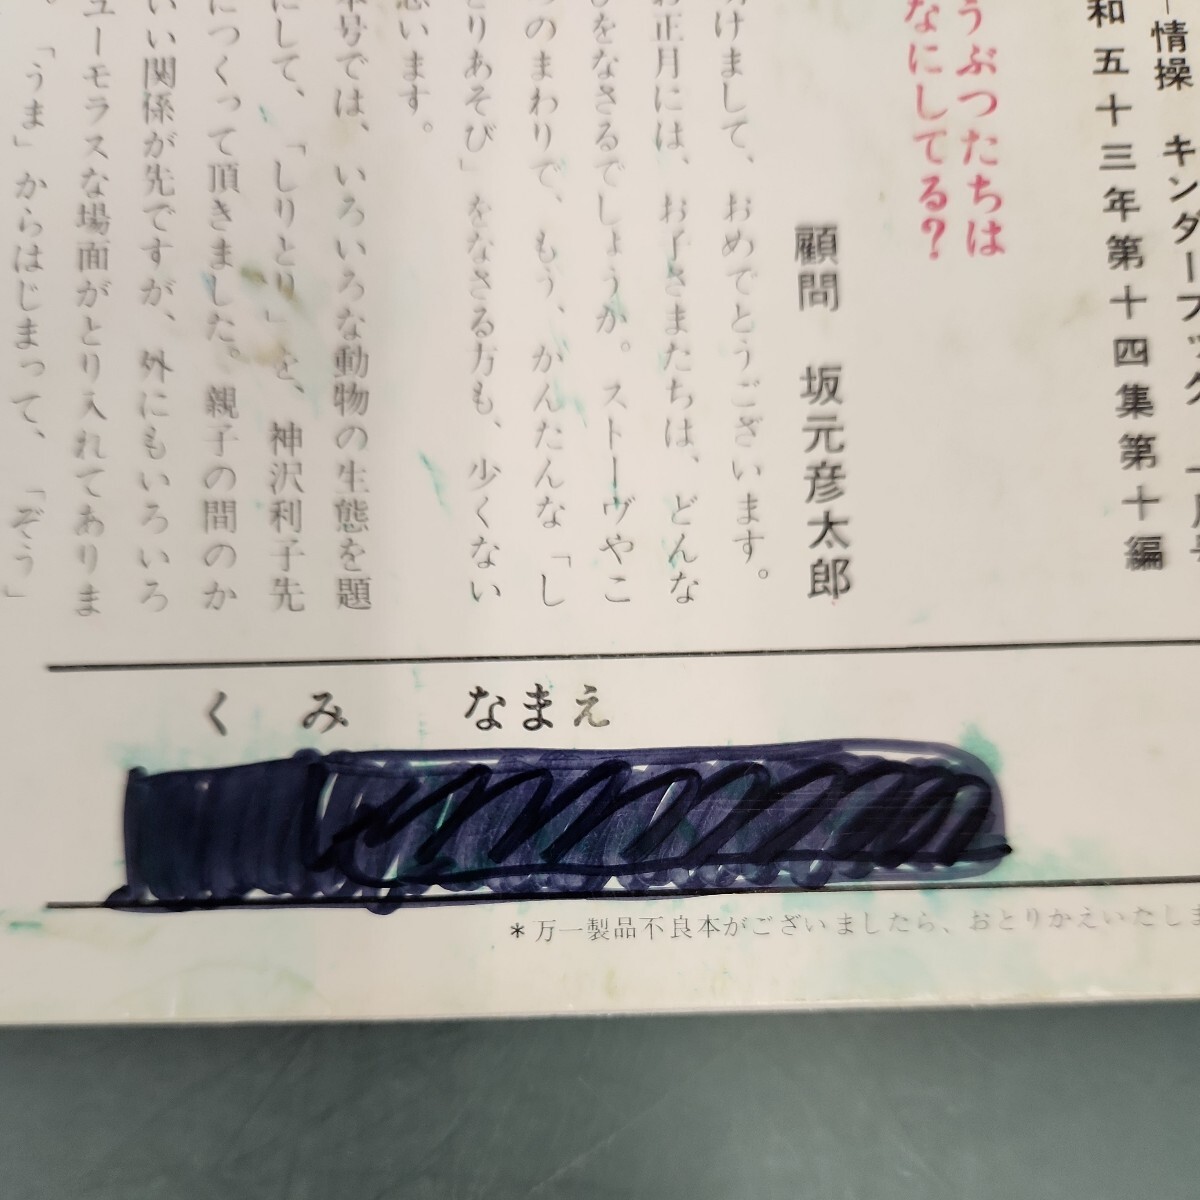 情操 キンダーブック 一月号
和五十三年第十四集第十編
うぶつたちは
なにしてる?
顧問 坂元彦太郎
けまして、おめでとうございます。
お正月には、お子さまたちは、どんな
をなさるでしょうか。ストーヴやこ
のまわりで、もう、かんたんな「し
りあそび」をなさる方も、少くない
思います。
本号では、いろいろな動物の生態を題
にして、「しりとり」を、神沢利子先
につくって頂きました。親子の間のか
いい関係が先ですが、外にもいろいろ
ユーモラスな場面がとり入れてありま
。「うま」からはじまって、「ぞう」
くみ なまえ
*万一製品不良本がございましたら、おとりかえいたしま